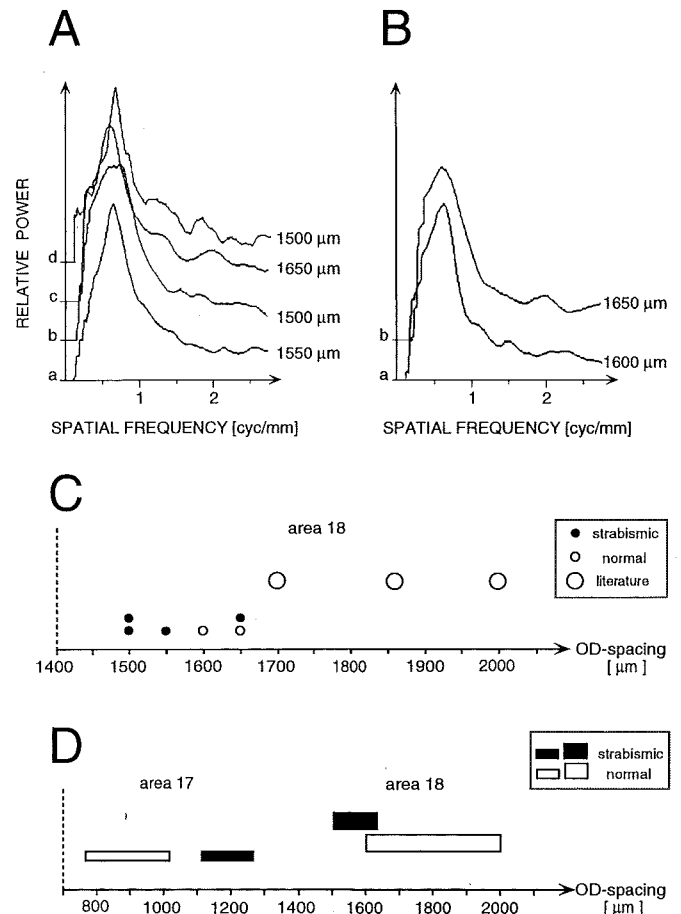 A
B
RELATIVE POWER
d
c
b
a
1500 µm
1650 µm
1500 µm
1550 µm
1 2
SPATIAL FREQUENCY [cyc/mm]
b
a
1650 µm
1600 µm
1 2
SPATIAL FREQUENCY [cyc/mm]
C
area 18
strabismic
normal
literature
1400 1500 1600 1700 1800 1900 2000
OD-spacing
[ µm ]
D
area 17 area 18
strabismic
normal
800 1000 1200 1400 1600 1800 2000
OD-spacing
[ µm ]